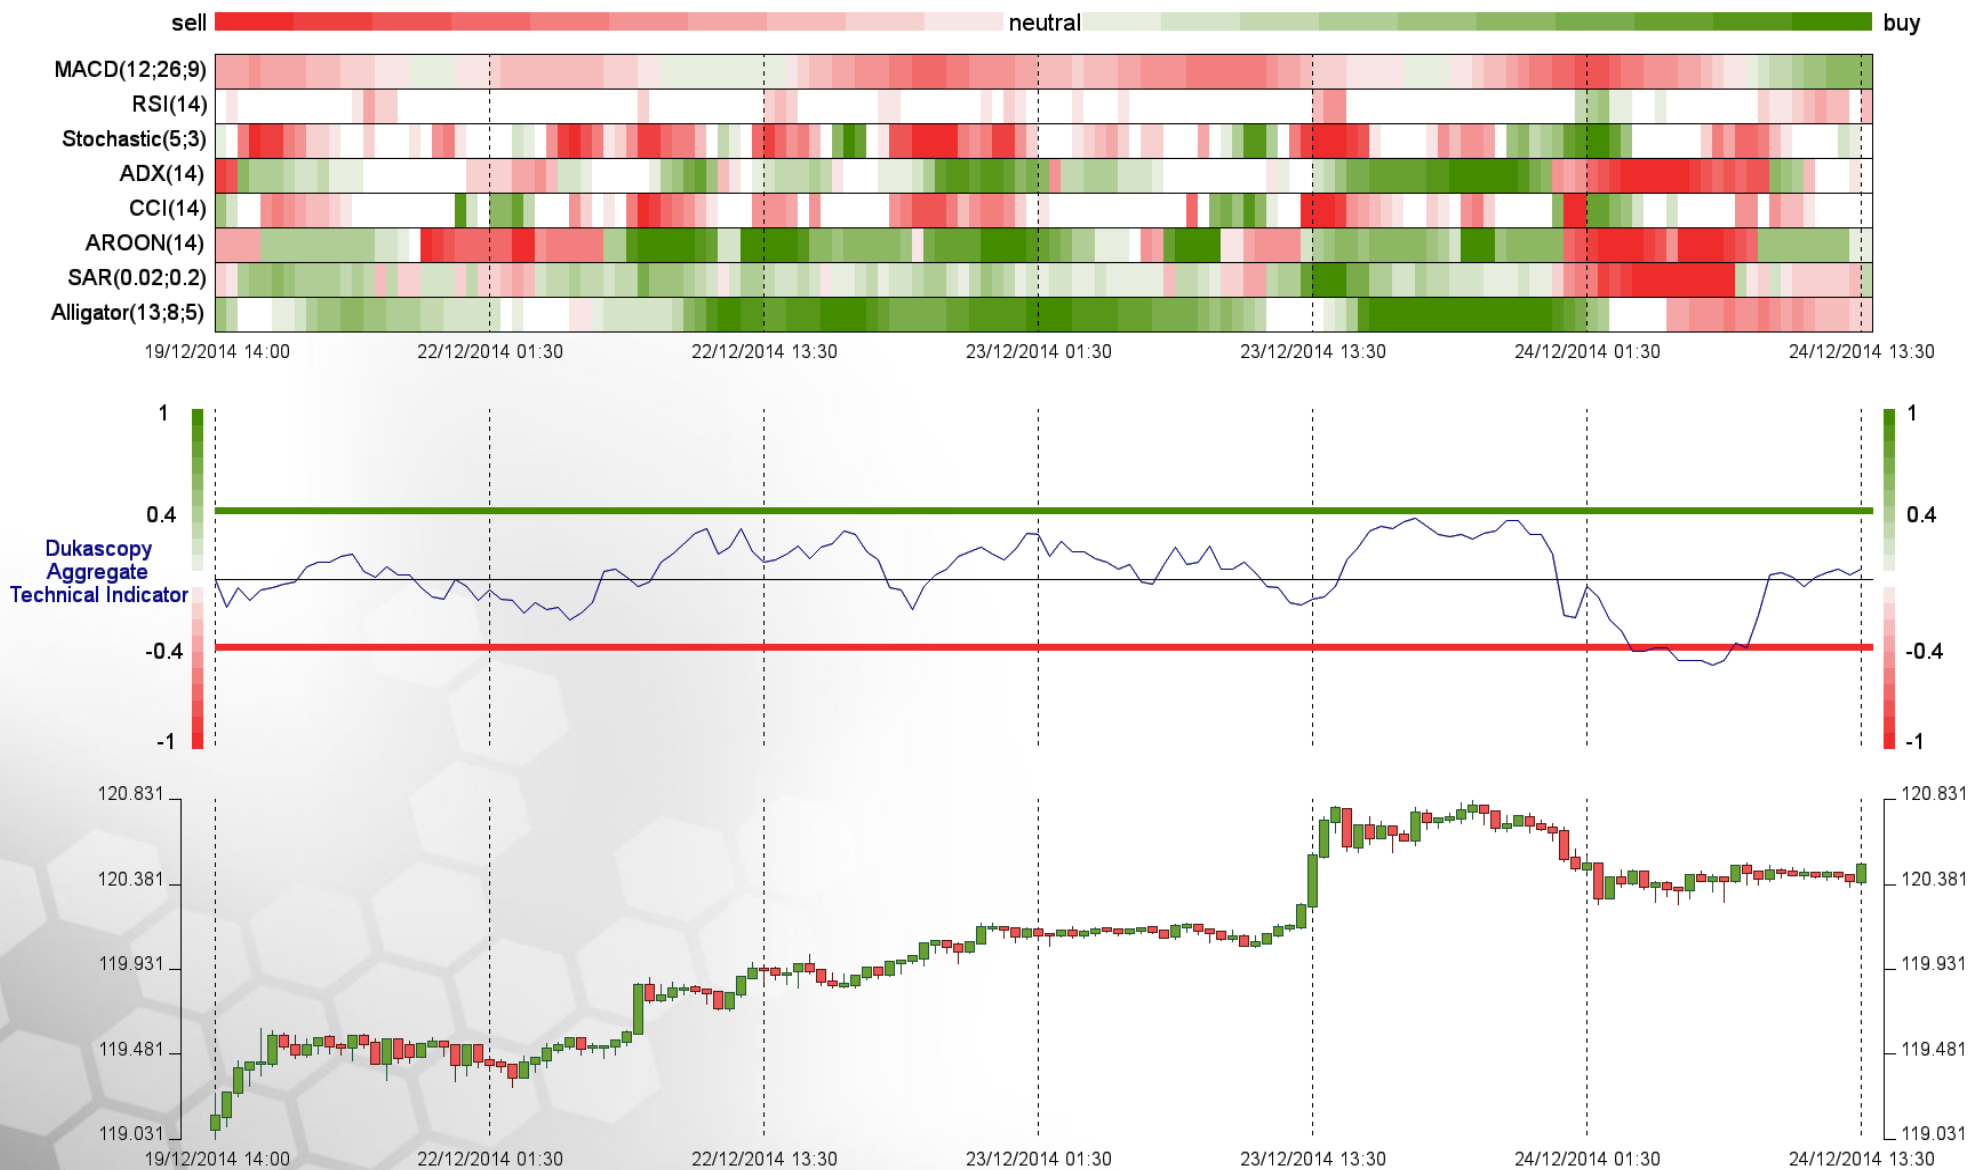 sell neutral buy
MACD(12;26;9)
RSI(14)
Stochastic(5;3)
ADX(14)
CCI(14)
AROON(14)
SAR(0.02;0.2)
Alligator(13;8;5)
19/12/2014 14:00 22/12/2014 01:30 22/12/2014 13:30 23/12/2014 01:30 23/12/2014 13:30 24/12/2014 01:30 24/12/2014 13:30
1 1
0.4 0.4
Dukascopy
Aggregate
Technical Indicator
-0.4 -0.4
-1 -1
120.831 120.831
120.381 120.381
119.931 119.931
119.481 119.481
119.031 119.031
19/12/2014 14:00 22/12/2014 01:30 22/12/2014 13:30 23/12/2014 01:30 23/12/2014 13:30 24/12/2014 01:30 24/12/2014 13:30